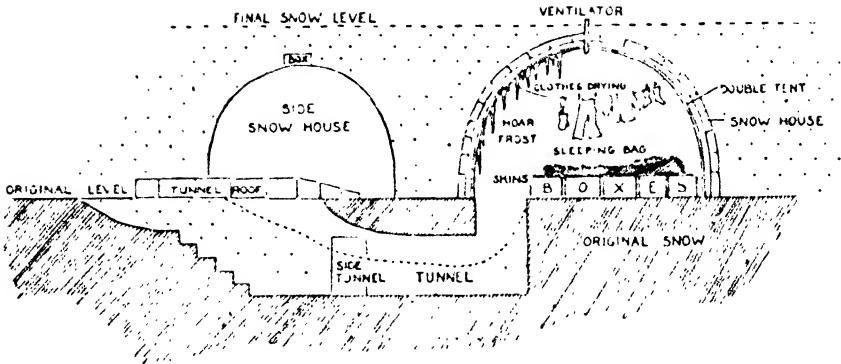 FINAL SNOW LEVEL
VENTILATOR
BOX
CLOTHES DRYING
DOUBLE TENT
SIDE
SNOW HOUSE
HOAR
FROST
SNOW HOUSE
SLEEPING BAG
SKINS
B O X E S
ORIGINAL LEVEL
TUNNEL ROOF
ORIGINAL SNOW
SIDE
TUNNEL
TUNNEL